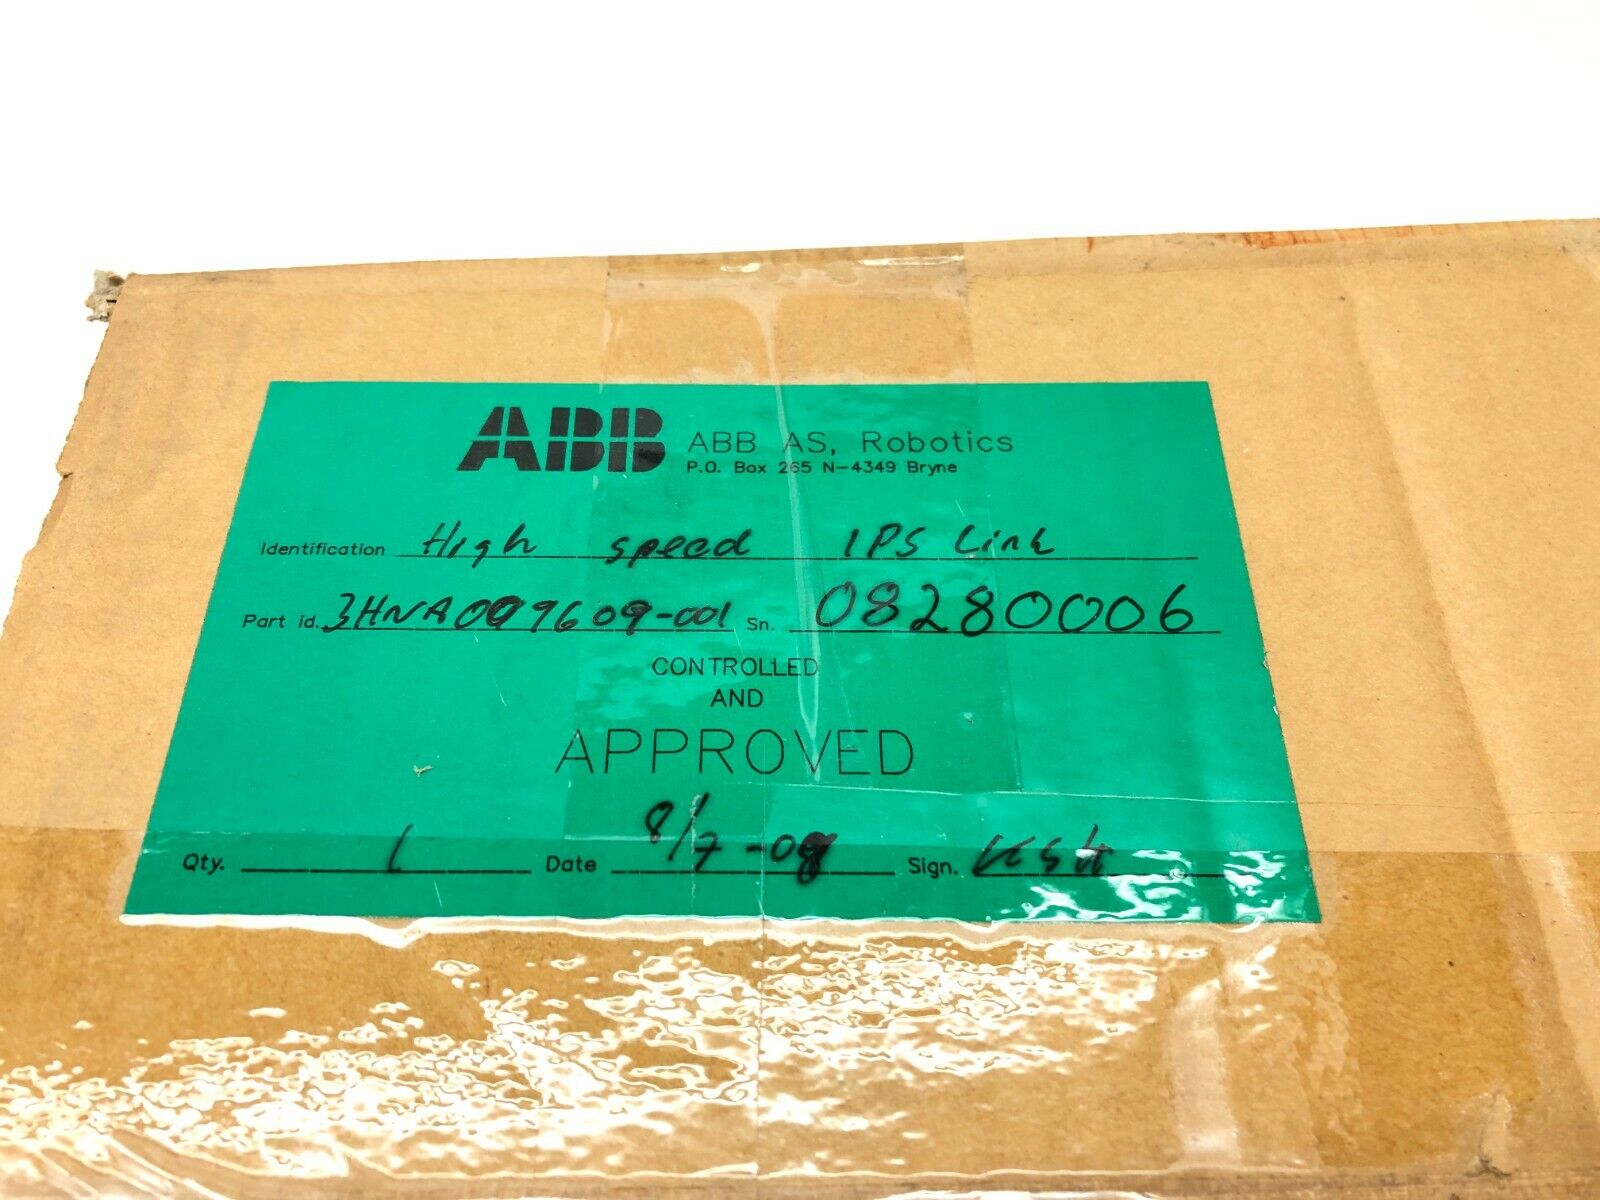 ABB ABB AS, Robotics
P.O. Box 265 N-4349 Bryne
Identification High speed IPS Link
Part id. 3HNA009609-001 Sn. 08280006
CONTROLLED
AND
APPROVED
Qty. 1 Date 8/7-08 Sign.